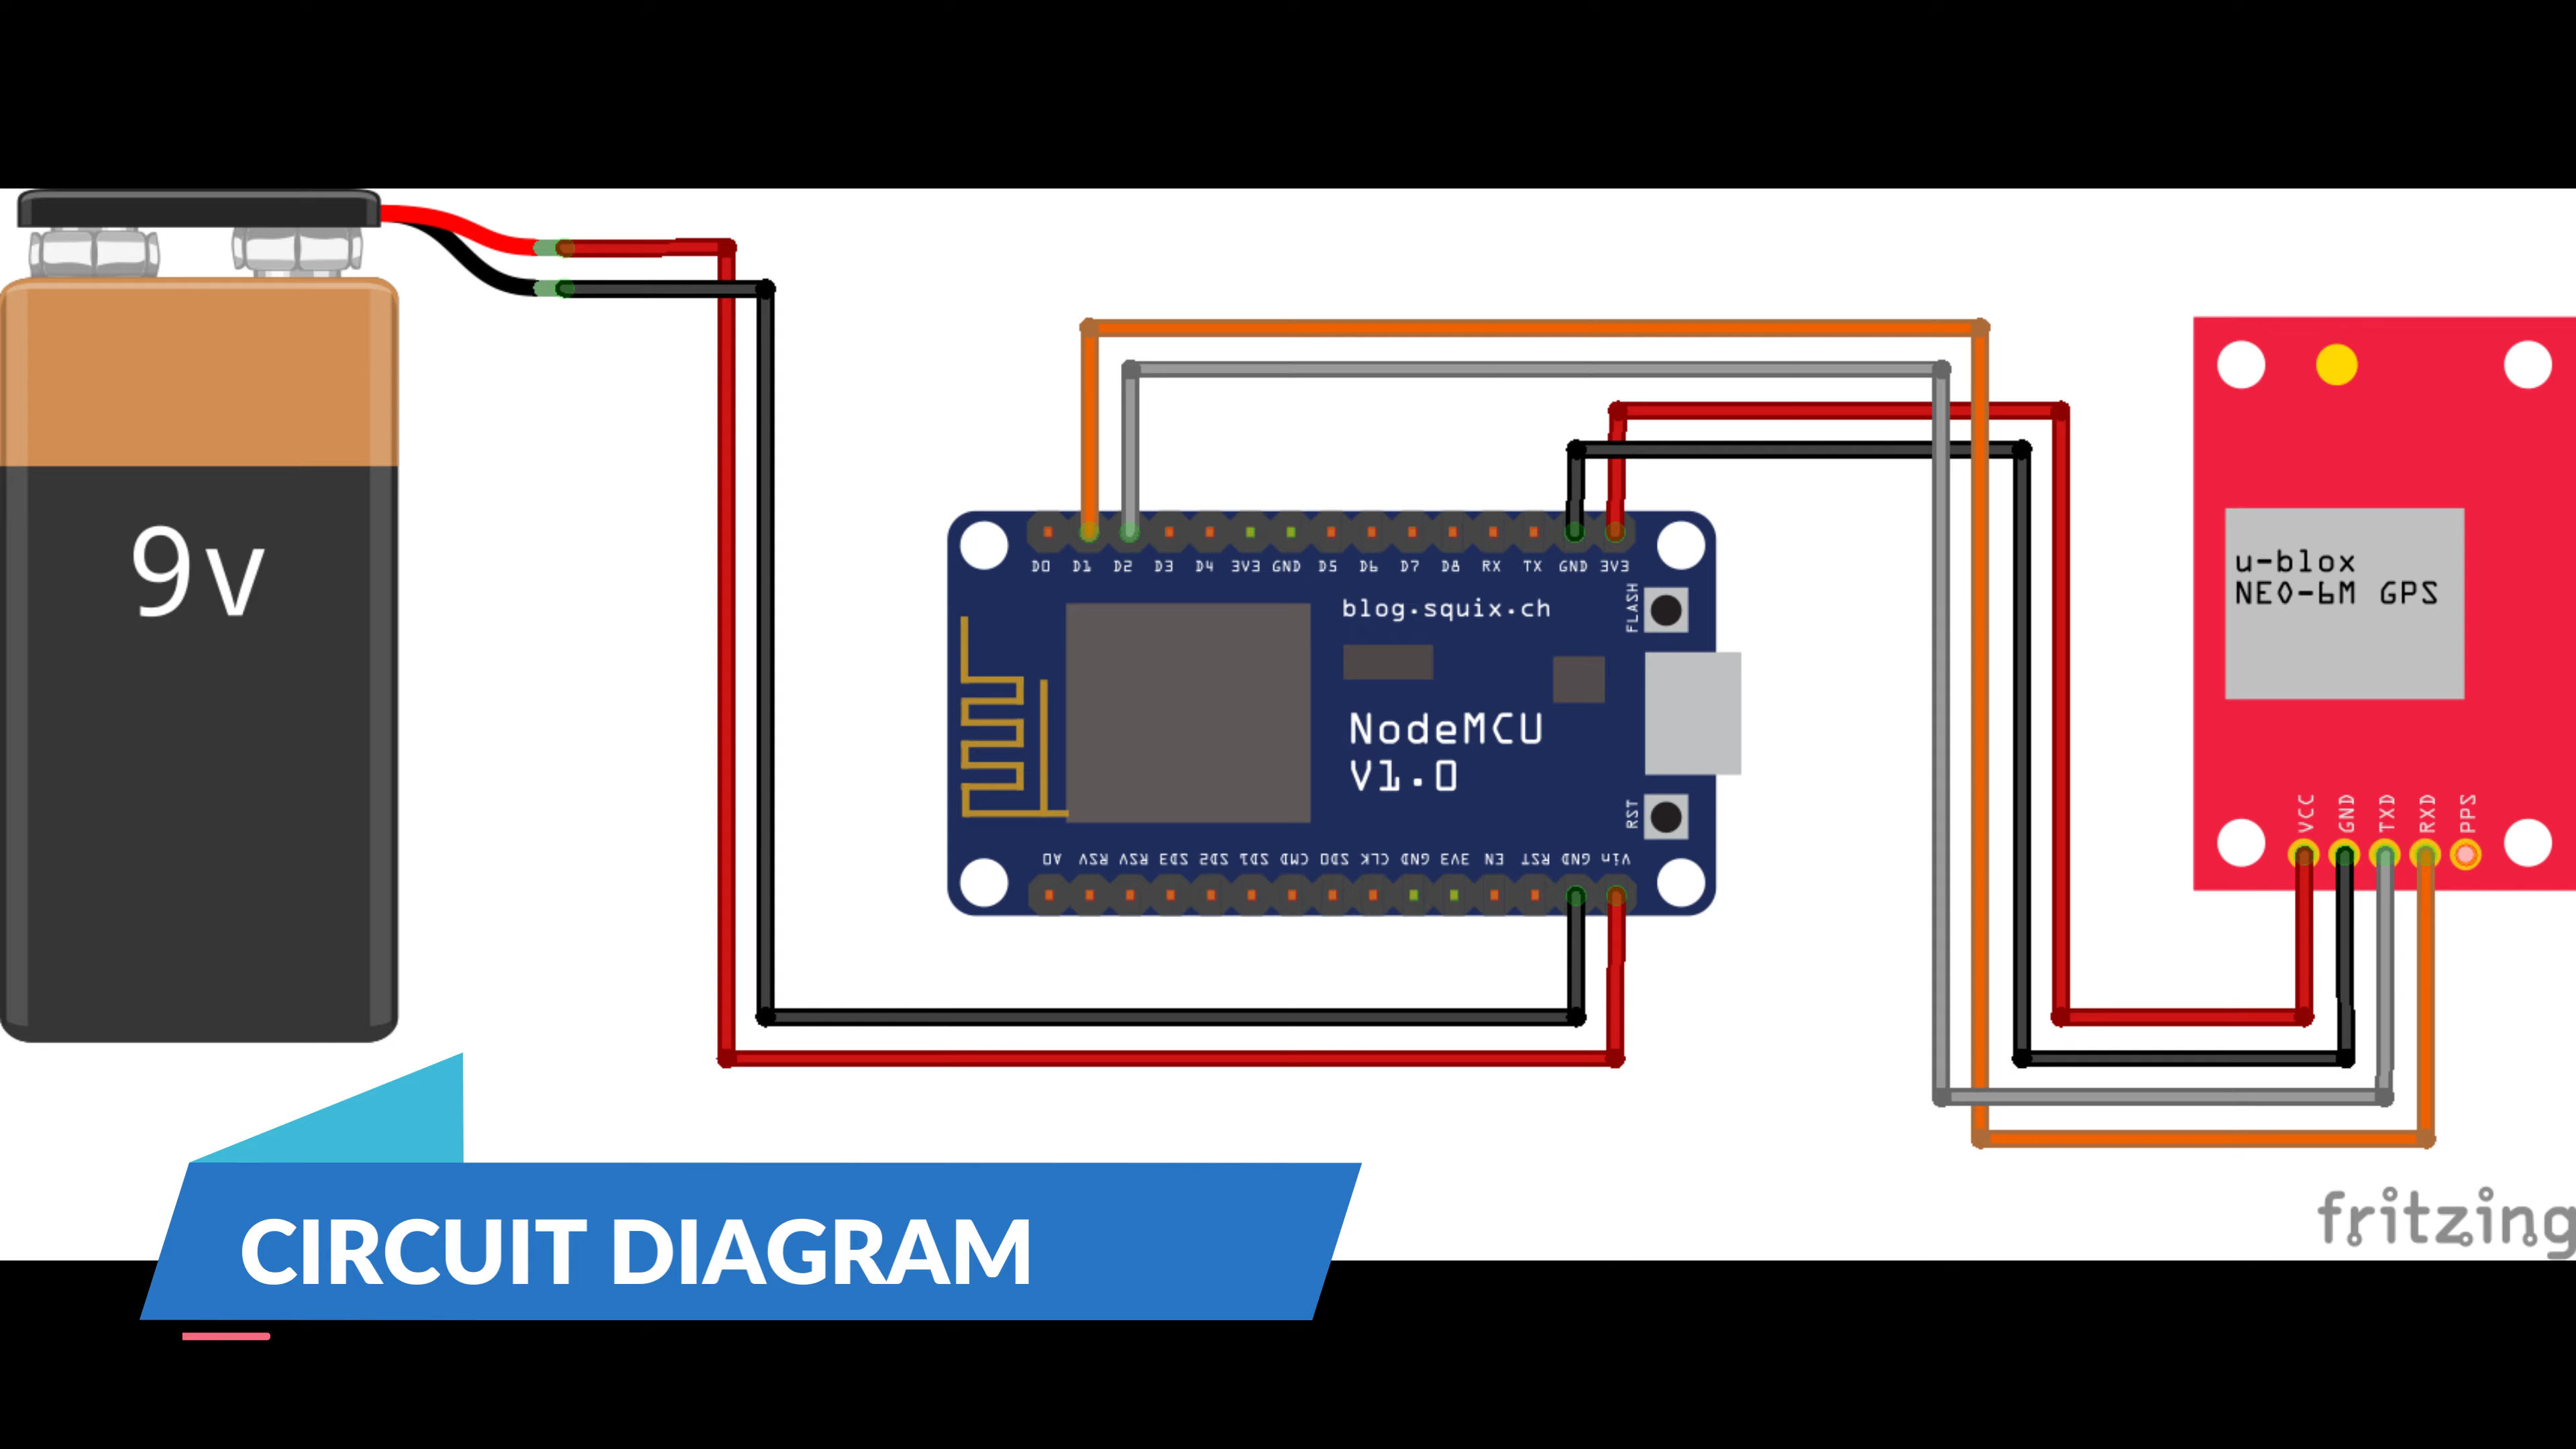 9v
D0 D1 D2 D3 D4 3V3 GND D5 D6 D7 D8 RX TX GND 3V3
blog.squix.ch
FLASH
NodeMCU
V1.0
RST
A0 RSV RSV SD3 SD2 SD1 CMD SD0 CLK GND 3V3 EN RST GND Vin
u-blox
NEO-6M GPS
VCC
GND
TXD
RXD
PPS
CIRCUIT DIAGRAM
fritzing